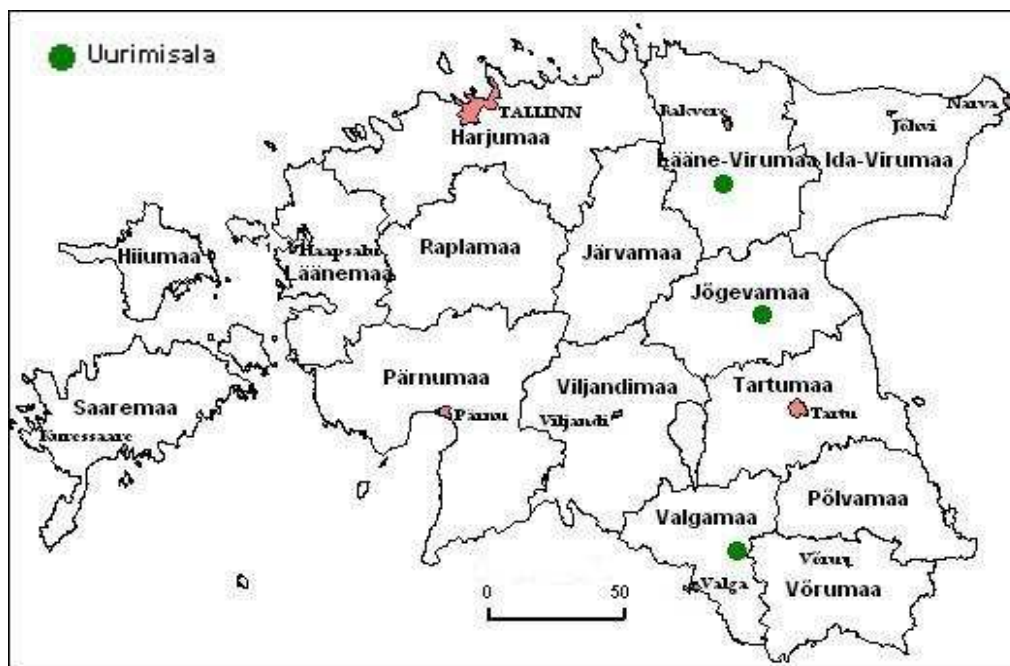 Uurimisala
TALLINN
Harjumaa
Rakvere
Narva
Jõhvi
Lääne-Virumaa
Ida-Virumaa
Hiiumaa
Haapsalu
Läänemaa
Raplamaa
Järvamaa
Jõgevamaa
Saaremaa
Kuressaare
Pärnumaa
Pärnu
Viljandimaa
Viljandi
Tartumaa
Tartu
Valgamaa
Valga
Põlvamaa
Võru
Võrumaa
0 50